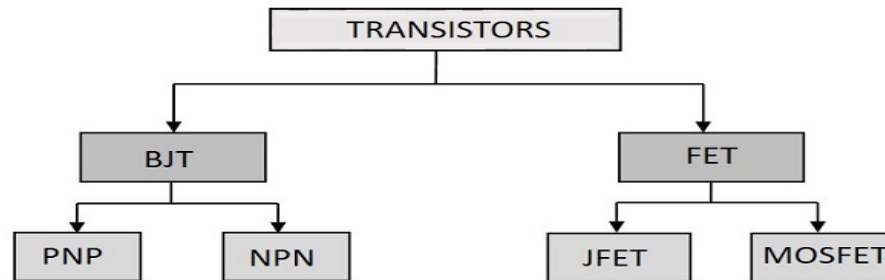 TRANSISTORS
BJT
FET
PNP
NPN
JFET
MOSFET